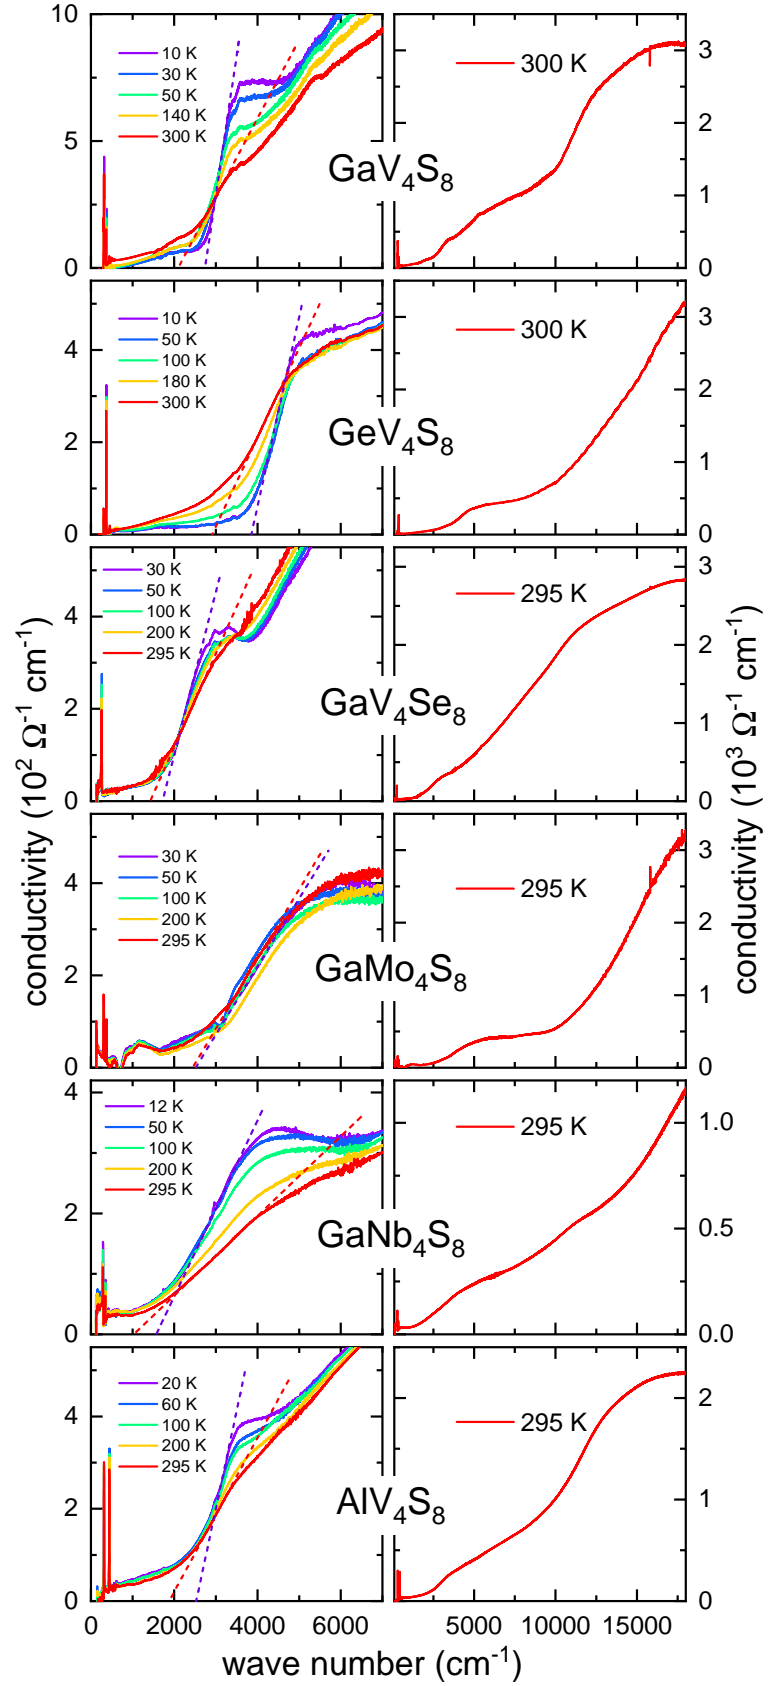 10
5
0
10 K
30 K
50 K
140 K
300 K
GaV₄S₈
300 K
3
2
1
0
4
2
0
10 K
50 K
100 K
180 K
300 K
GeV₄S₈
300 K
3
2
1
0
4
2
0
30 K
50 K
100 K
200 K
295 K
GaV₄Se₈
295 K
3
2
1
0
conductivity (10² Ω⁻¹ cm⁻¹)
conductivity (10³ Ω⁻¹ cm⁻¹)
4
2
0
30 K
50 K
100 K
200 K
295 K
GaMo₄S₈
295 K
3
2
1
0
4
2
0
12 K
50 K
100 K
200 K
295 K
GaNb₄S₈
295 K
1.0
0.5
0.0
4
2
0
20 K
60 K
100 K
200 K
295 K
AlV₄S₈
295 K
2
1
0
0 2000 4000 6000
5000 10000 15000
wave number (cm⁻¹)